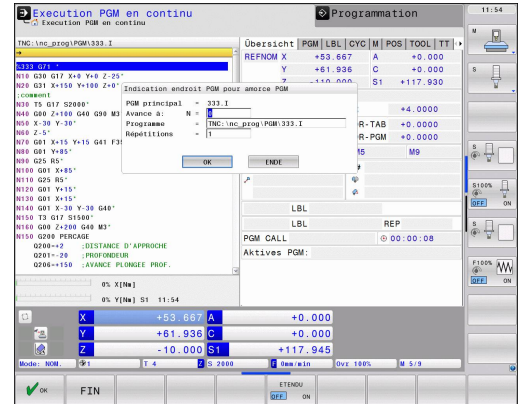 Execution PGM en continu
Execution PGM en continu
Programmation
11:54
TNC:\nc_prog\PGM\333.I
%333 G71 *
N10 G30 G17 X+0 Y+0 Z-25*
N20 G31 X+150 Y+100 Z+0*
;comment
N30 T5 G17 S2000*
N40 G00 Z+100 G40 G90 M3*
N50 X-30 Y-30*
N60 Z-5*
N70 G01 X+15 Y+15 G41 F35
N80 G01 Y+85*
N90 G25 R5*
N100 G01 X+85*
N110 G25 R5*
N120 G01 Y+15*
N130 G01 X+15*
N140 G01 X-30 Y-30 G40*
N150 T3 G17 S1500*
N160 G00 Z+200 G40 M3*
N150 G200 PERCAGE
Q200=+2 ;DISTANCE D'APPROCHE
Q201=-20 ;PROFONDEUR
Q206=+150 ;AVANCE PLONGEE PROF.
Indication endroit PGM pour amorce PGM
PGM principal = 333.I
Avance à: N = 0
Programme = TNC:\nc_prog\PGM\333.I
Répétitions = 1
OK
ENDE
Übersicht PGM LBL CYC M POS TOOL TT
REFNOM X +53.667 A +0.000
Y +61.936 C +0.000
Z -110.000 S1 +117.930
+4.0000
R-TAB +0.0000
R-PGM +0.0000
M5 M9
P
LBL
LBL REP
PGM CALL 00:00:08
Aktives PGM:
0% X[Nm]
0% Y[Nm] S1 11:54
X +53.667 A +0.000
Y +61.936 C +0.000
Z -10.000 S1 +117.945
Mode: NOM. 1 T 4 Z S 2000 F 0mm/min Ovr 100% M 5/9
M
S
S
S100%
OFF ON
S
F100%
OFF ON
OK
FIN
ETENDU
OFF ON